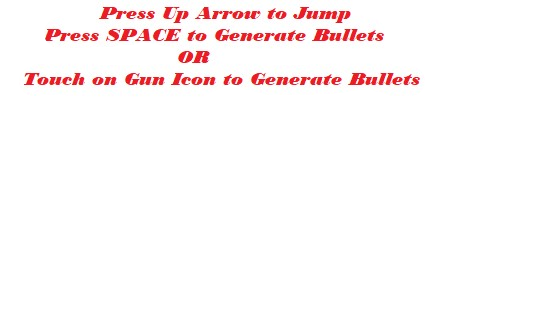 Press Up Arrow to Jump
Press SPACE to Generate Bullets
OR
Touch on Gun Icon to Generate Bullets